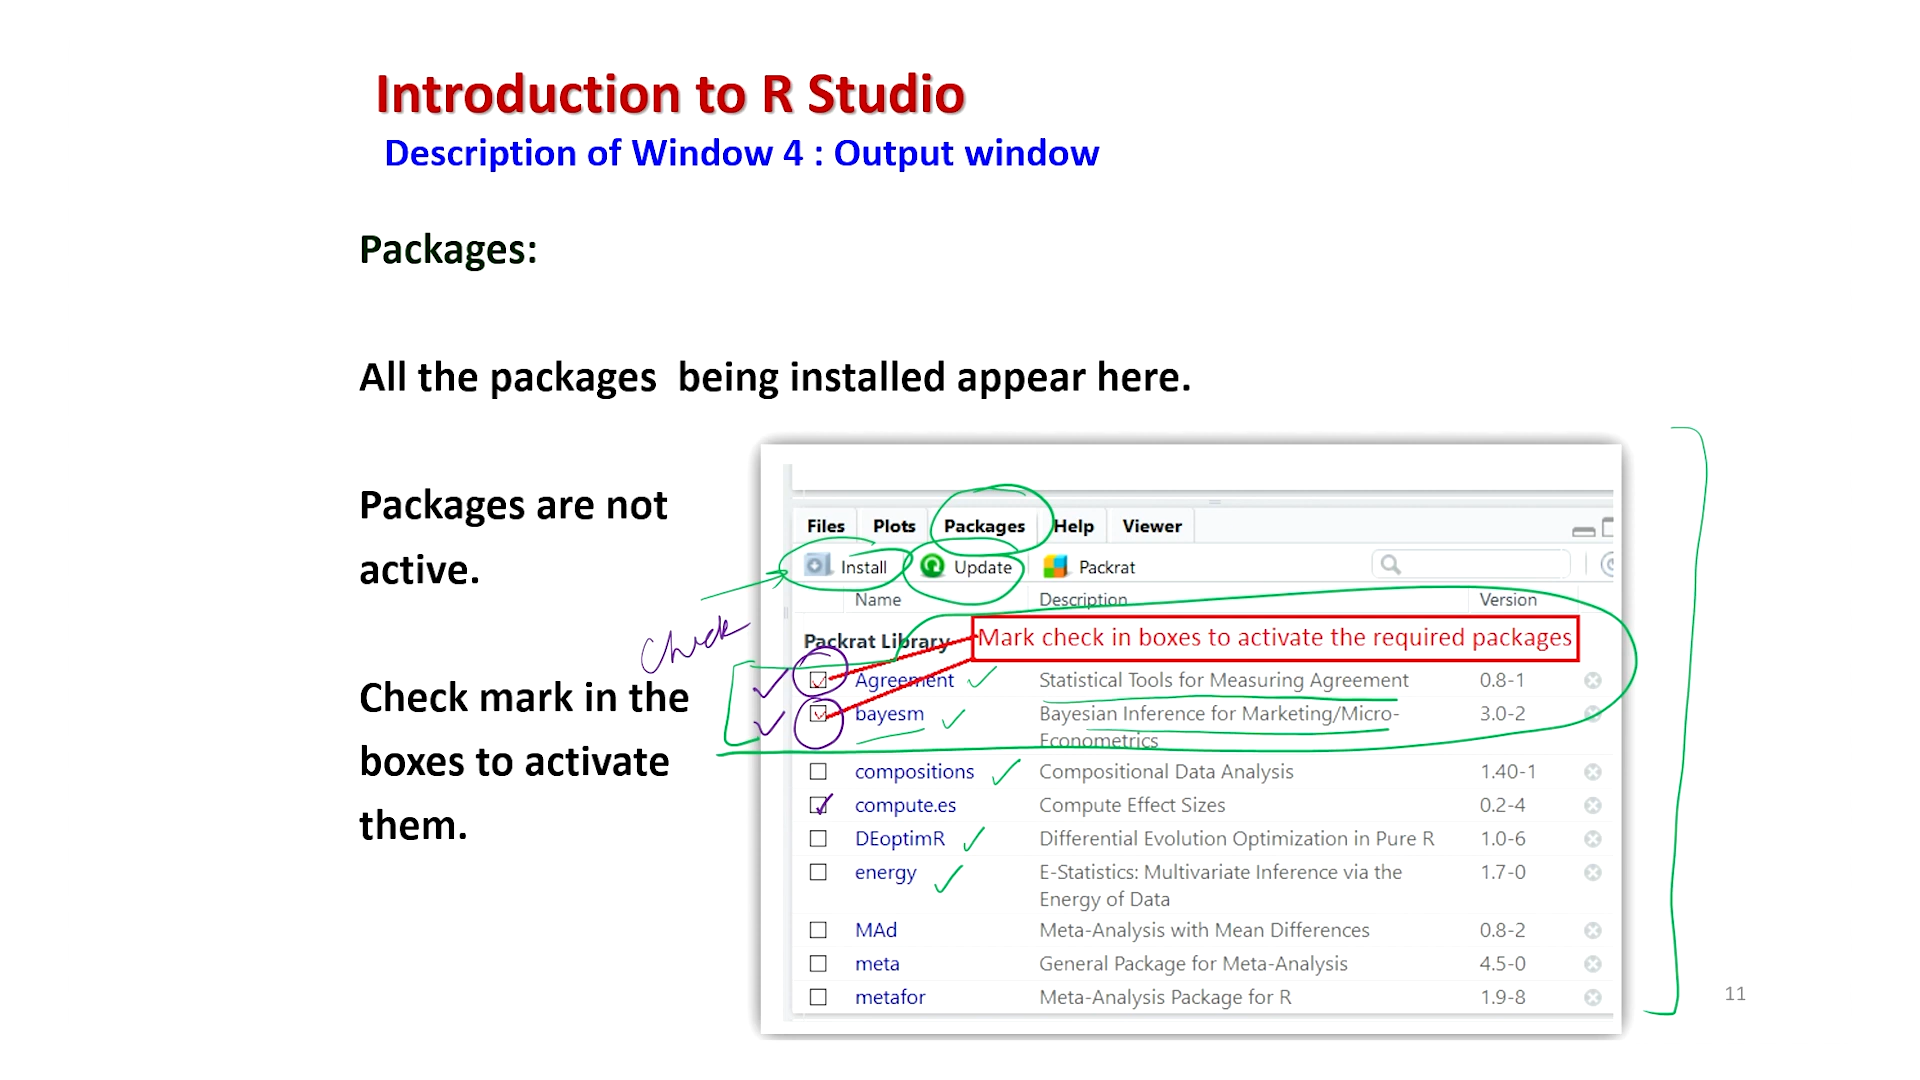 Introduction to R Studio
Description of Window 4 : Output window
Packages:
All the packages being installed appear here.
Packages are not
active.
Check mark in the
boxes to activate
them.
Check
Files Plots Packages Help Viewer
Install Update Packrat
Name Description Version
Packrat Library
Mark check in boxes to activate the required packages
Agreement Statistical Tools for Measuring Agreement 0.8-1
bayesm Bayesian Inference for Marketing/Micro- 3.0-2
Econometrics
compositions Compositional Data Analysis 1.40-1
compute.es Compute Effect Sizes 0.2-4
DEoptimR Differential Evolution Optimization in Pure R 1.0-6
energy E-Statistics: Multivariate Inference via the 1.7-0
Energy of Data
MAd Meta-Analysis with Mean Differences 0.8-2
meta General Package for Meta-Analysis 4.5-0
metafor Meta-Analysis Package for R 1.9-8
11